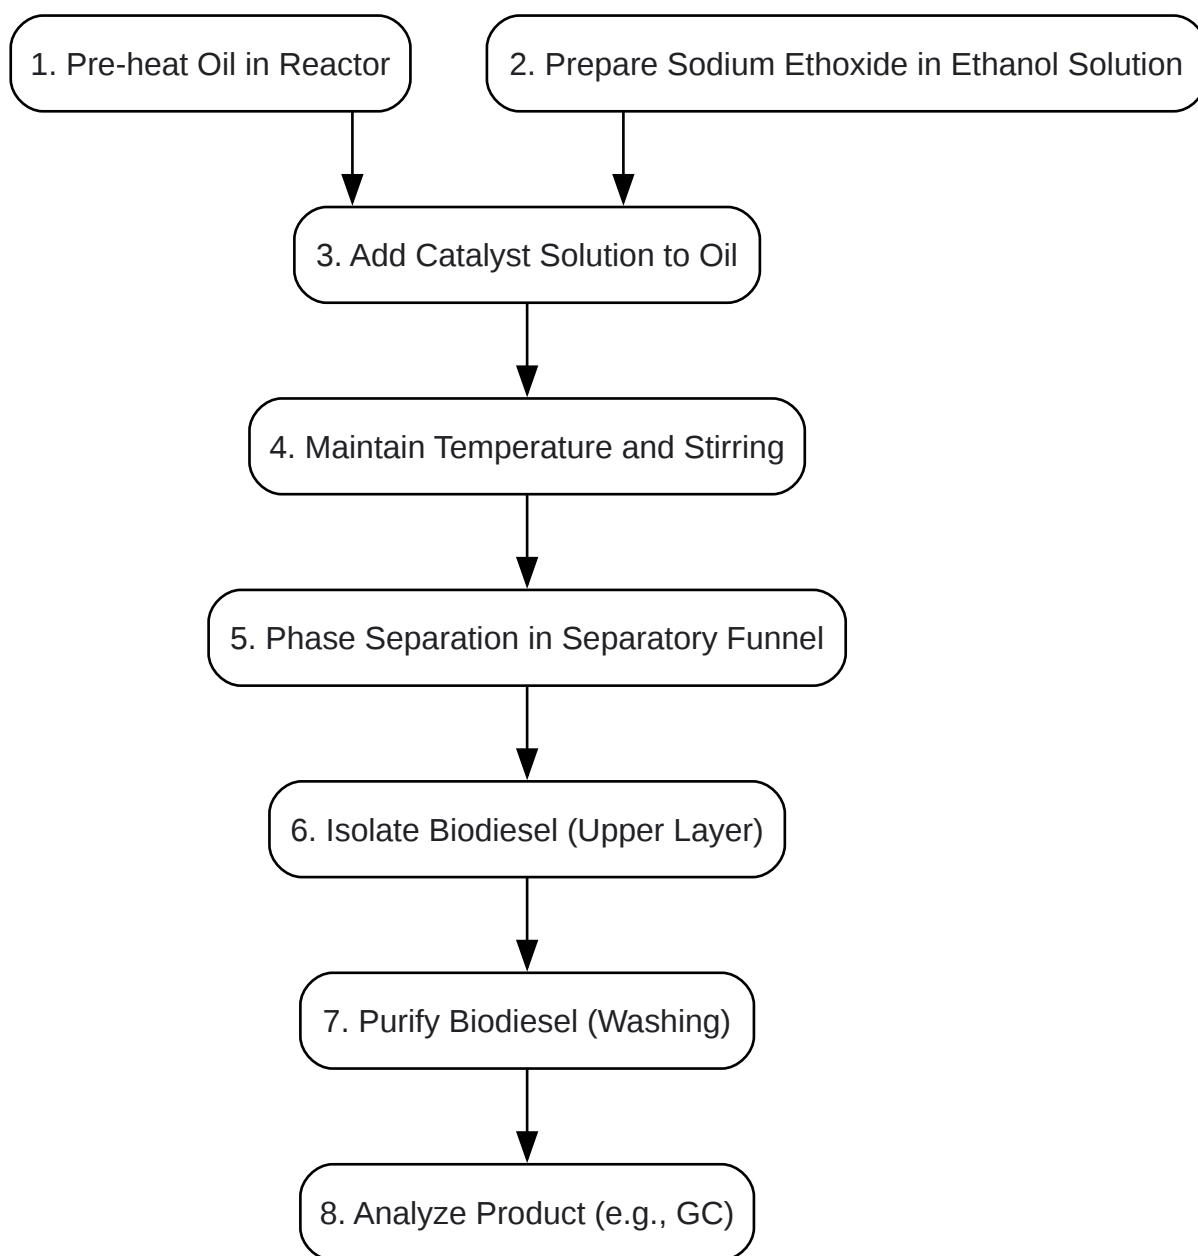 1. Pre-heat Oil in Reactor
2. Prepare Sodium Ethoxide in Ethanol Solution
3. Add Catalyst Solution to Oil
4. Maintain Temperature and Stirring
5. Phase Separation in Separatory Funnel
6. Isolate Biodiesel (Upper Layer)
7. Purify Biodiesel (Washing)
8. Analyze Product (e.g., GC)